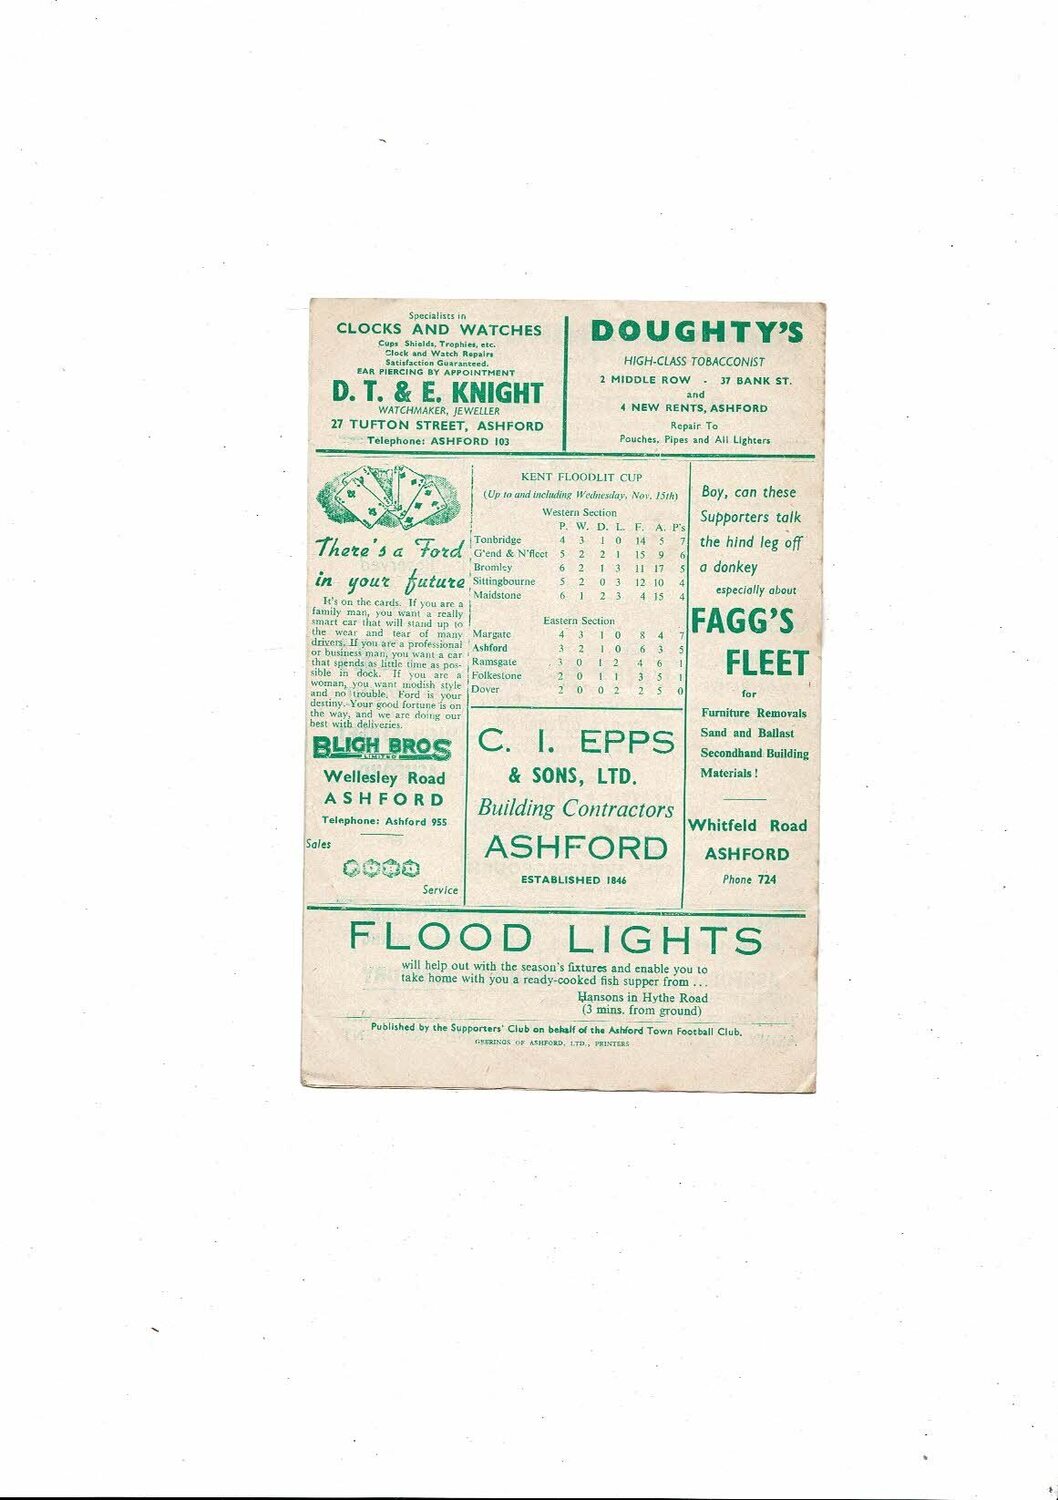 Specialists in
CLOCKS AND WATCHES
Cups Shields, Trophies, etc.
Clock and Watch Repairs
Satisfaction Guaranteed.
EAR PIERCING BY APPOINTMENT
D. T. & E. KNIGHT
WATCHMAKER, JEWELLER
27 TUFTON STREET, ASHFORD
Telephone: ASHFORD 103
DOUGHTY'S
HIGH-CLASS TOBACCONIST
2 MIDDLE ROW - 37 BANK ST.
and
4 NEW RENTS, ASHFORD
Repair To
Pouches, Pipes and All Lighters
There's a Ford
in your future
It's on the cards. If you are a
family man, you want a really
smart car that will stand up to
the wear and tear of many
drivers. If you are a professional
or business man, you want a car
that spends as little time as pos-
sible in dock. If you are a
woman, you want modish style
and no trouble. Ford is your
destiny. Your good fortune is on
the way, and we are doing our
best with deliveries.
BLIGH BROS
LIMITED
Wellesley Road
ASHFORD
Telephone: Ashford 955
Sales
FORD
Service
KENT FLOODLIT CUP
(Up to and including Wednesday, Nov. 15th)
Western Section
P. W. D. L. F. A. P's
Tonbridge 4 3 1 0 14 5 7
G'end & N'fleet 5 2 2 1 15 9 6
Bromley 6 2 1 3 11 17 5
Sittingbourne 5 2 0 3 12 10 4
Maidstone 6 1 2 3 4 15 4
Eastern Section
Margate 4 3 1 0 8 4 7
Ashford 3 2 1 0 6 3 5
Ramsgate 3 0 1 2 4 6 1
Folkestone 2 0 1 1 3 5 1
Dover 2 0 0 2 2 5 0
C. I. EPPS
& SONS, LTD.
Building Contractors
ASHFORD
ESTABLISHED 1846
Boy, can these
Supporters talk
the hind leg off
a donkey
especially about
FAGG'S
FLEET
for
Furniture Removals
Sand and Ballast
Secondhand Building
Materials!
Whitfeld Road
ASHFORD
Phone 724
FLOOD LIGHTS
will help out with the season's fixtures and enable you to
take home with you a ready-cooked fish supper from ...
Hansons in Hythe Road
(3 mins. from ground)
Published by the Supporters' Club on behalf of the Ashford Town Football Club.
GEERINGS OF ASHFORD, LTD., PRINTERS